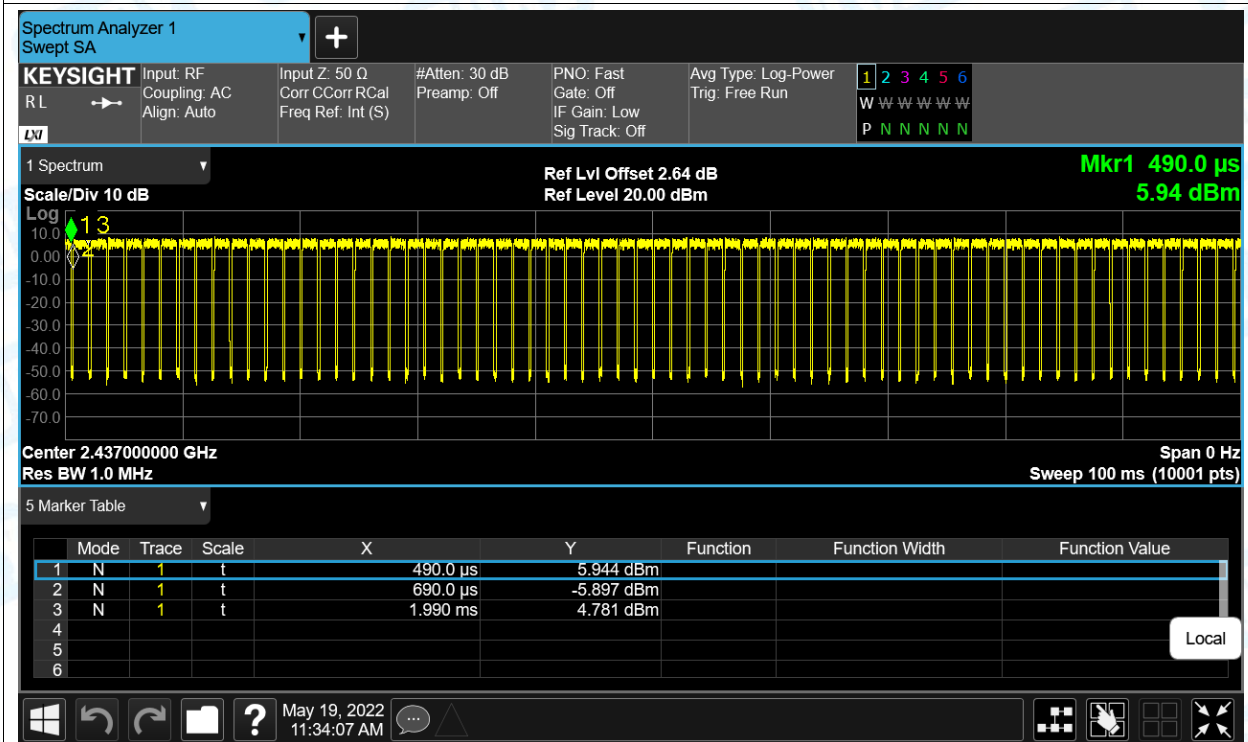 Spectrum Analyzer 1
Swept SA
▼
+
KEYSIGHT
RL
LXI
Input: RF
Coupling: AC
Align: Auto
Input Z: 50 Ω
Corr CCorr RCal
Freq Ref: Int (S)
#Atten: 30 dB
Preamp: Off
PNO: Fast
Gate: Off
IF Gain: Low
Sig Track: Off
Avg Type: Log-Power
Trig: Free Run
1 2 3 4 5 6
W W W W W W
P N N N N N
1 Spectrum ▼
Scale/Div 10 dB
Ref Lvl Offset 2.64 dB
Ref Level 20.00 dBm
Mkr1 490.0 µs
5.94 dBm
Log
1 3
2
10.0
0.00
-10.0
-20.0
-30.0
-40.0
-50.0
-60.0
-70.0
Center 2.437000000 GHz
Span 0 Hz
Res BW 1.0 MHz
Sweep 100 ms (10001 pts)
5 Marker Table ▼
Mode Trace Scale X Y Function Function Width Function Value
1 N 1 t 490.0 µs 5.944 dBm
2 N 1 t 690.0 µs -5.897 dBm
3 N 1 t 1.990 ms 4.781 dBm
4
5
6
Local
?
May 19, 2022
11:34:07 AM